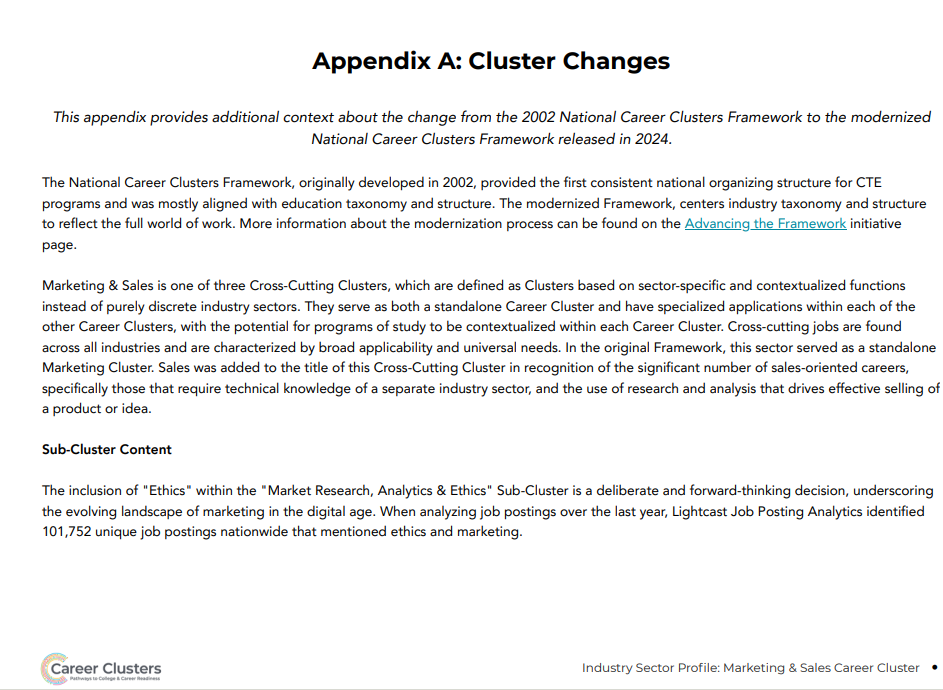 Appendix A: Cluster Changes
This appendix provides additional context about the change from the 2002 National Career Clusters Framework to the modernized
National Career Clusters Framework released in 2024.
The National Career Clusters Framework, originally developed in 2002, provided the first consistent national organizing structure for CTE
programs and was mostly aligned with education taxonomy and structure. The modernized Framework, centers industry taxonomy and structure
to reflect the full world of work. More information about the modernization process can be found on the Advancing the Framework initiative
page.
Marketing & Sales is one of three Cross-Cutting Clusters, which are defined as Clusters based on sector-specific and contextualized functions
instead of purely discrete industry sectors. They serve as both a standalone Career Cluster and have specialized applications within each of the
other Career Clusters, with the potential for programs of study to be contextualized within each Career Cluster. Cross-cutting jobs are found
across all industries and are characterized by broad applicability and universal needs. In the original Framework, this sector served as a standalone
Marketing Cluster. Sales was added to the title of this Cross-Cutting Cluster in recognition of the significant number of sales-oriented careers,
specifically those that require technical knowledge of a separate industry sector, and the use of research and analysis that drives effective selling of
a product or idea.
Sub-Cluster Content
The inclusion of "Ethics" within the "Market Research, Analytics & Ethics" Sub-Cluster is a deliberate and forward-thinking decision, underscoring
the evolving landscape of marketing in the digital age. When analyzing job postings over the last year, Lightcast Job Posting Analytics identified
101,752 unique job postings nationwide that mentioned ethics and marketing.
Career Clusters
Pathways to College & Career Readiness
Industry Sector Profile: Marketing & Sales Career Cluster •